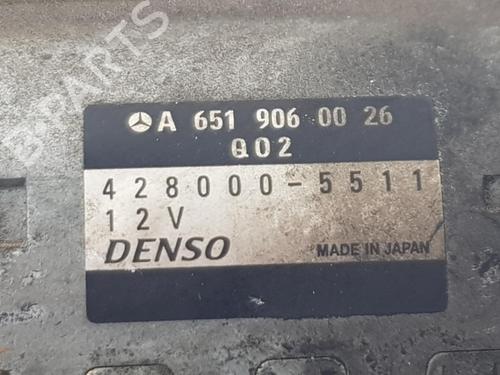 A 651 906 00 26
Q02
428000-5511
12V
DENSO MADE IN JAPAN
B-PARTS